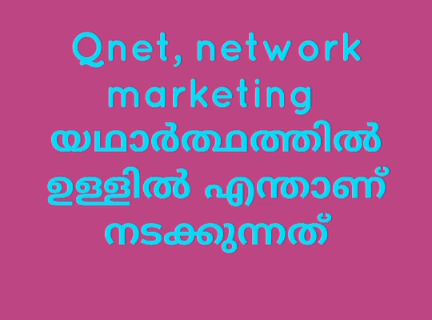 Qnet, network
marketing
യഥാർത്ഥത്തിൽ
ഉള്ളിൽ എന്താണ്
നടക്കുന്നത്